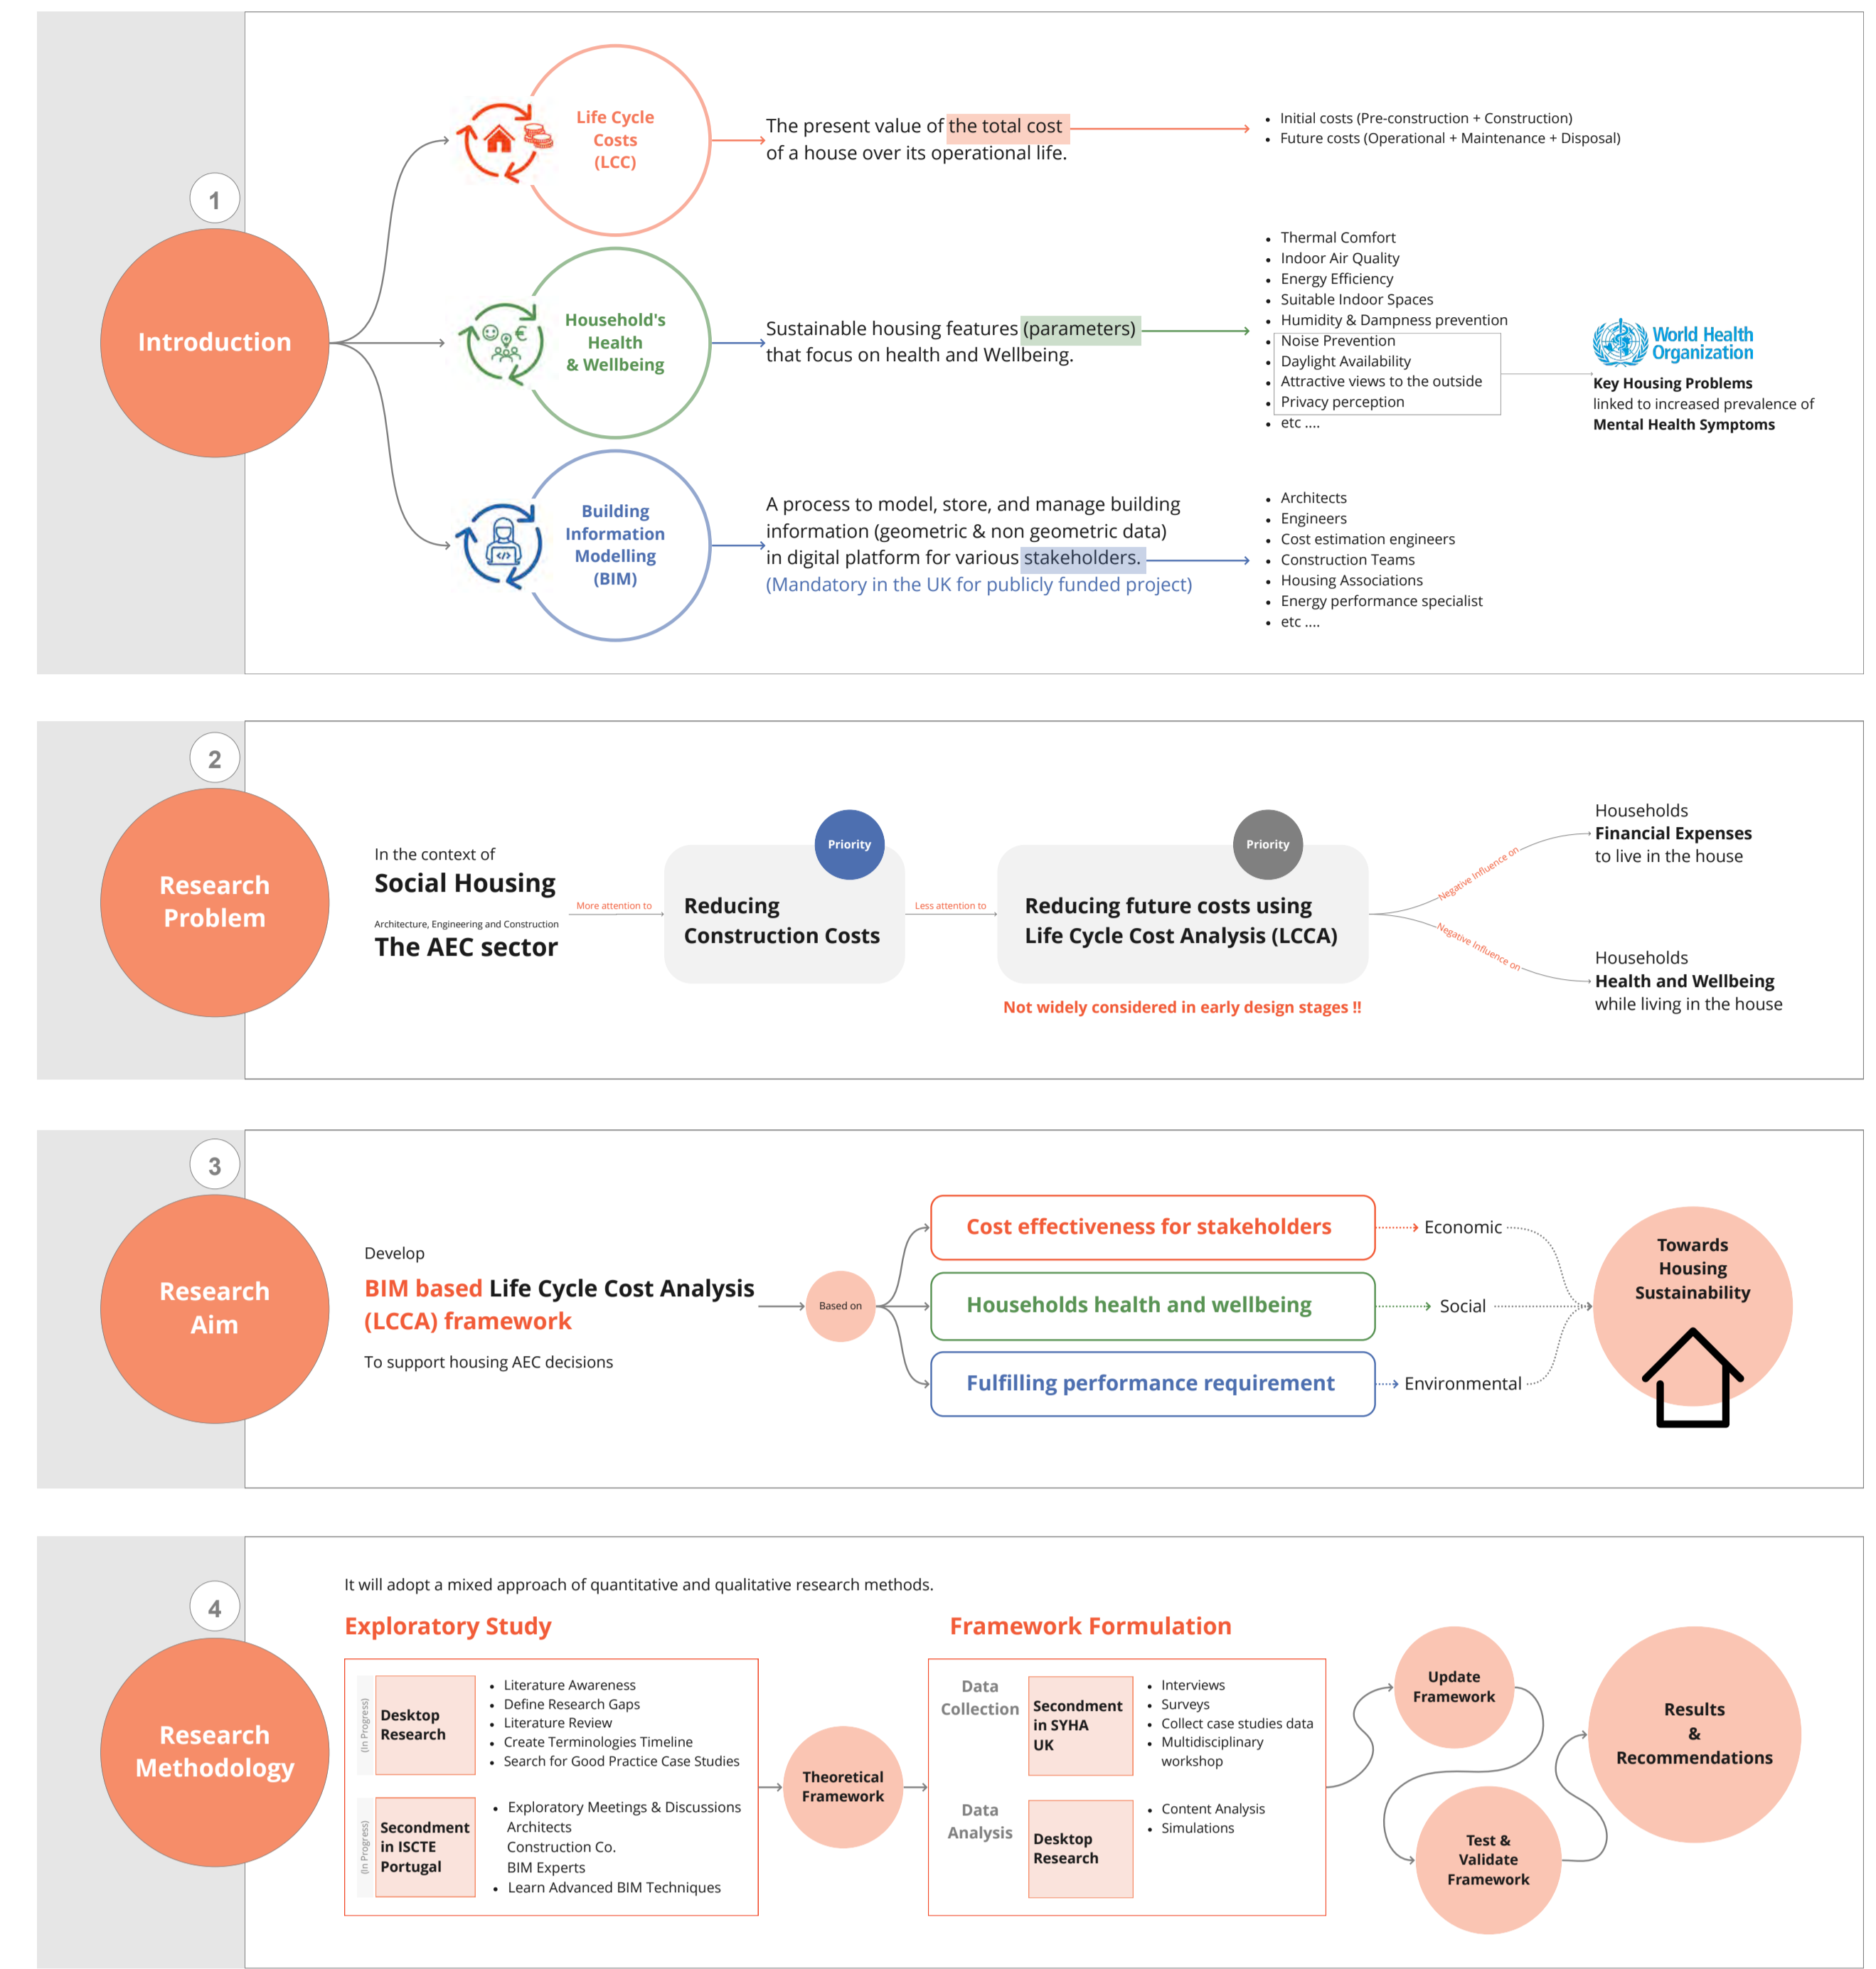 1
Introduction
Life Cycle
Costs
(LCC)
The present value of the total cost
of a house over its operational life.
• Initial costs (Pre-construction + Construction)
• Future costs (Operational + Maintenance + Disposal)
Household's
Health
& Wellbeing
Sustainable housing features (parameters)
that focus on health and Wellbeing.
• Thermal Comfort
• Indoor Air Quality
• Energy Efficiency
• Suitable Indoor Spaces
• Humidity & Dampness prevention
• Noise Prevention
• Daylight Availability
• Attractive views to the outside
• Privacy perception
• etc ....
World Health
Organization
Key Housing Problems
linked to increased prevalence of
Mental Health Symptoms
Building
Information
Modelling
(BIM)
A process to model, store, and manage building
information (geometric & non geometric data)
in digital platform for various stakeholders.
(Mandatory in the UK for publicly funded project)
• Architects
• Engineers
• Cost estimation engineers
• Construction Teams
• Housing Associations
• Energy performance specialist
• etc ....
2
Research
Problem
In the context of
Social Housing
Architecture, Engineering and Construction
The AEC sector
More attention to
Priority
Reducing
Construction Costs
Less attention to
Priority
Reducing future costs using
Life Cycle Cost Analysis (LCCA)
Not widely considered in early design stages !!
Negative Influence on
Households
Financial Expenses
to live in the house
Negative Influence on
Households
Health and Wellbeing
while living in the house
3
Research
Aim
Develop
BIM based Life Cycle Cost Analysis
(LCCA) framework
To support housing AEC decisions
Based on
Cost effectiveness for stakeholders
Economic
Households health and wellbeing
Social
Fulfilling performance requirement
Environmental
Towards
Housing
Sustainability
4
Research
Methodology
It will adopt a mixed approach of quantitative and qualitative research methods.
Exploratory Study
(In Progress)
Desktop
Research
• Literature Awareness
• Define Research Gaps
• Literature Review
• Create Terminologies Timeline
• Search for Good Practice Case Studies
(In Progress)
Secondment
in ISCTE
Portugal
• Exploratory Meetings & Discussions
Architects
Construction Co.
BIM Experts
• Learn Advanced BIM Techniques
Theoretical
Framework
Framework Formulation
Data
Collection
Secondment
in SYHA
UK
• Interviews
• Surveys
• Collect case studies data
• Multidisciplinary
workshop
Data
Analysis
Desktop
Research
• Content Analysis
• Simulations
Update
Framework
Test &
Validate
Framework
Results
&
Recommendations